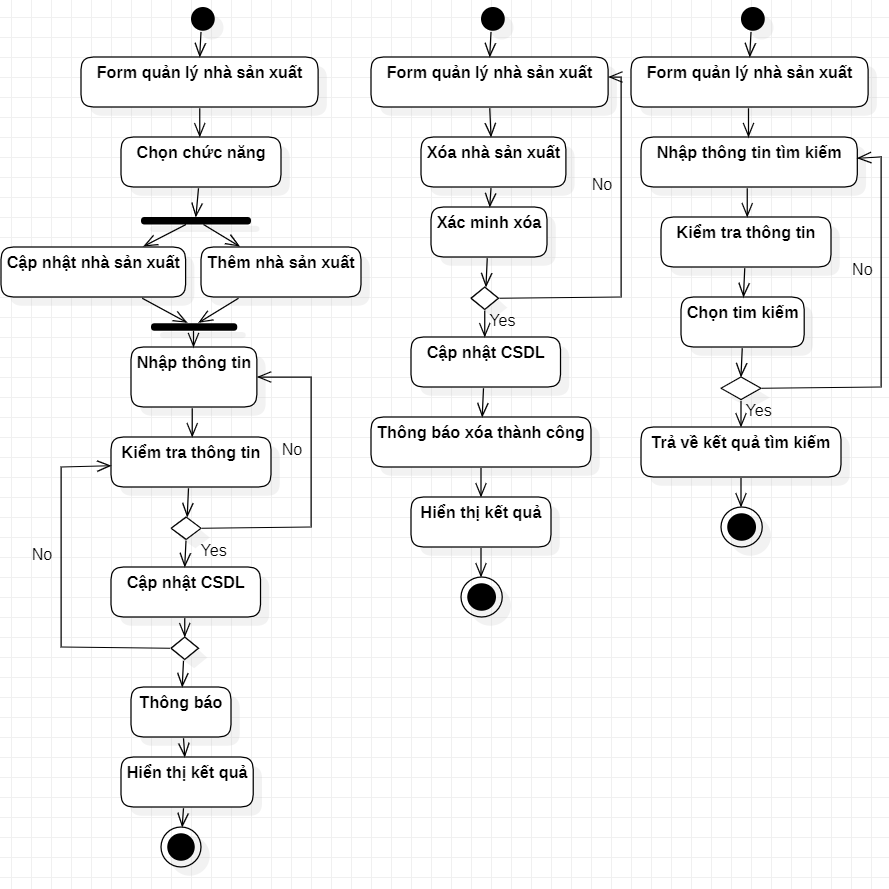 Form quản lý nhà sản xuất
Chọn chức năng
Cập nhật nhà sản xuất
Thêm nhà sản xuất
Nhập thông tin
Kiểm tra thông tin
No
No
Yes
Cập nhật CSDL
Thông báo
Hiển thị kết quả
Form quản lý nhà sản xuất
Xóa nhà sản xuất
No
Xác minh xóa
Yes
Cập nhật CSDL
Thông báo xóa thành công
Hiển thị kết quả
Form quản lý nhà sản xuất
Nhập thông tin tìm kiếm
Kiểm tra thông tin
No
Chọn tim kiếm
Yes
Trả về kết quả tìm kiếm